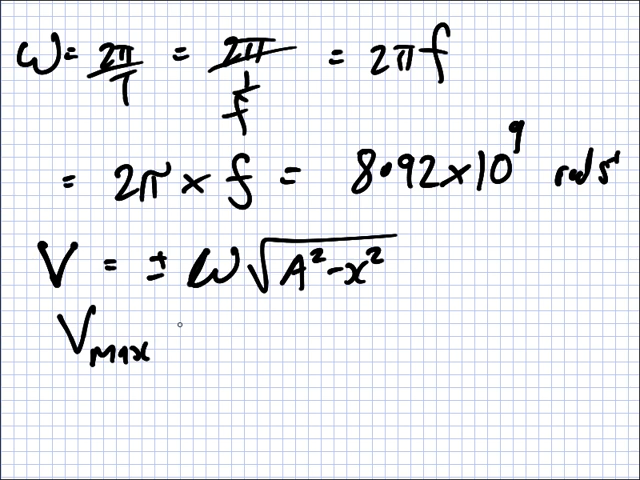 ω = 2π/T = 2π/(1/f) = 2πf
= 2π × f = 8.92 × 10⁹ rad s⁻¹
V = ± ω√(A² − x²)
Vmax